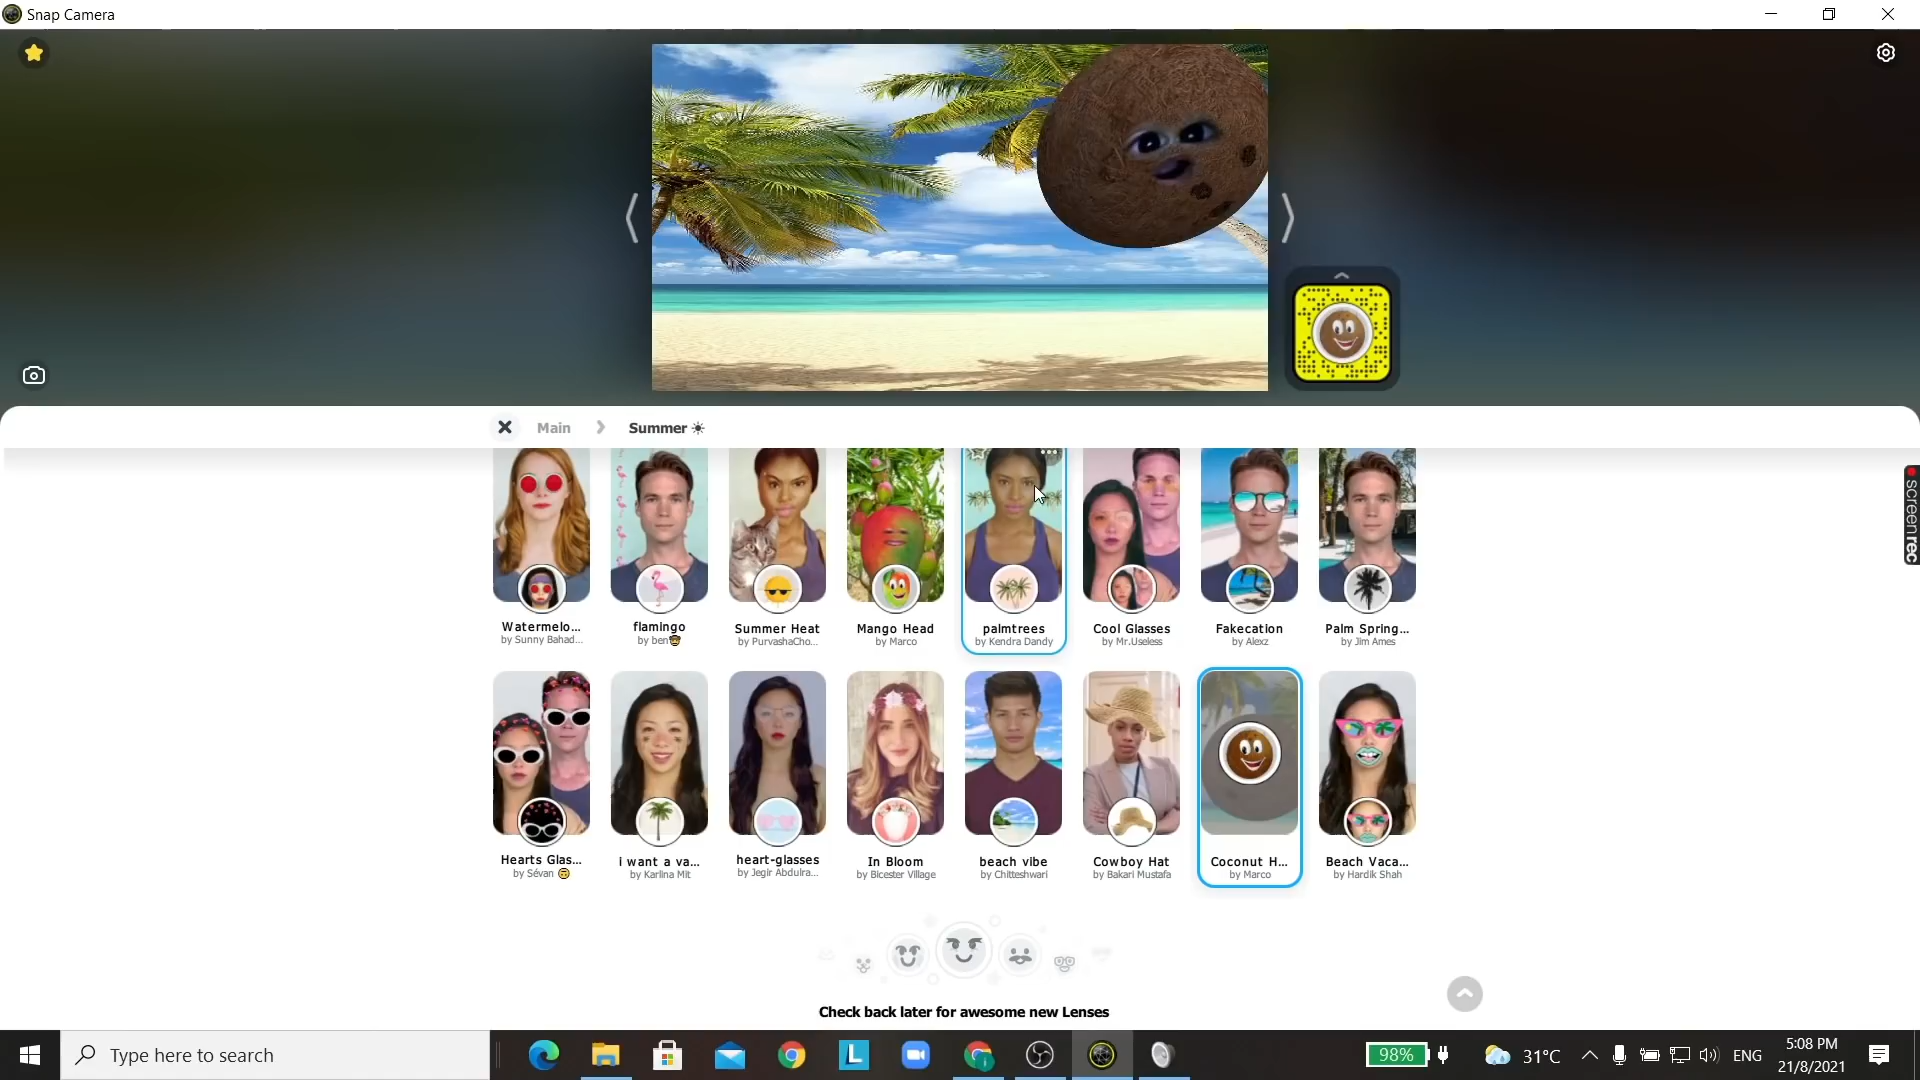 Snap Camera
Main
Summer
Watermelo...
by Sunny Bahad...
flamingo
by ben
Summer Heat
by PurvashaCho...
Mango Head
by Marco
palmtrees
by Kendra Dandy
Cool Glasses
by Mr.Useless
Fakecation
by Alexz
Palm Spring...
by Jim Ames
Hearts Glas...
by Sévan
i want a va...
by Karlina Mit
heart-glasses
by Jegir Abdulra...
In Bloom
by Bicester Village
beach vibe
by Chitteshwari
Cowboy Hat
by Bakari Mustafa
Coconut H...
by Marco
Beach Vaca...
by Hardik Shah
Check back later for awesome new Lenses
screenrec
Type here to search
L
98%
31°C
ENG
5:08 PM
21/8/2021